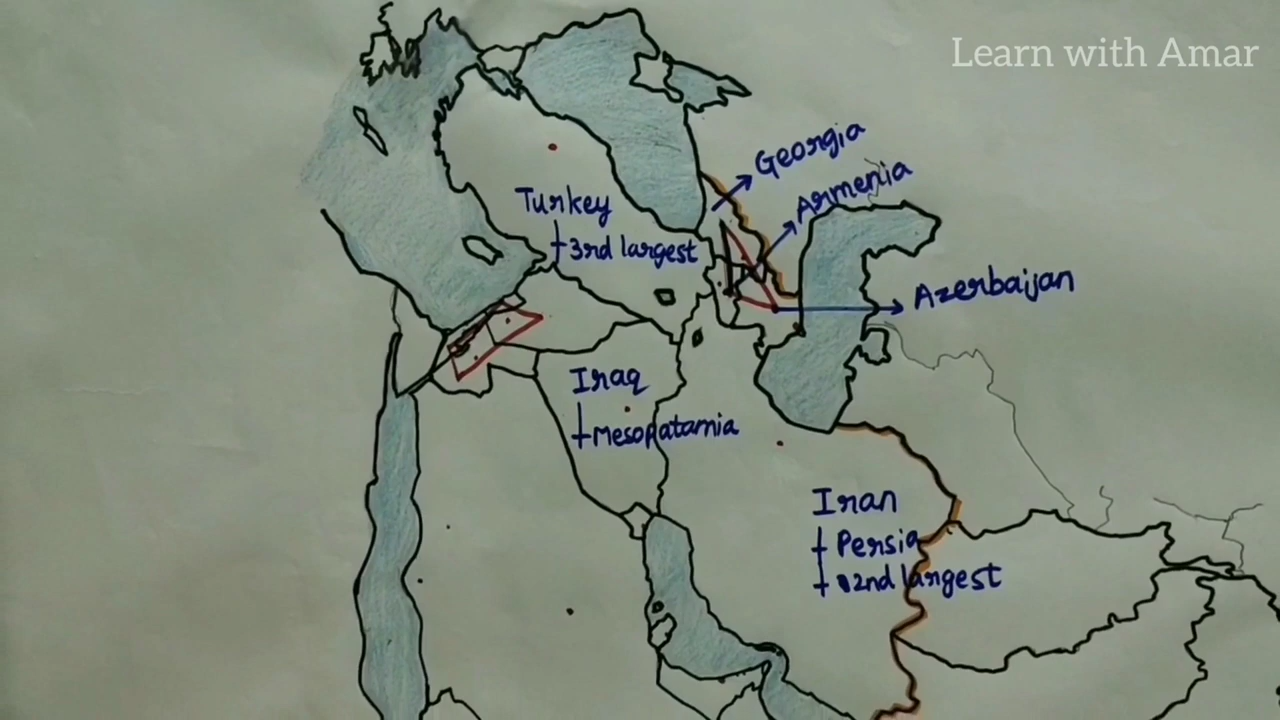 Learn with Amar
Georgia
Armenia
Turkey
3rd largest
Azerbaijan
Iraq
Mesopatamia
Iran
Persia
2nd largest